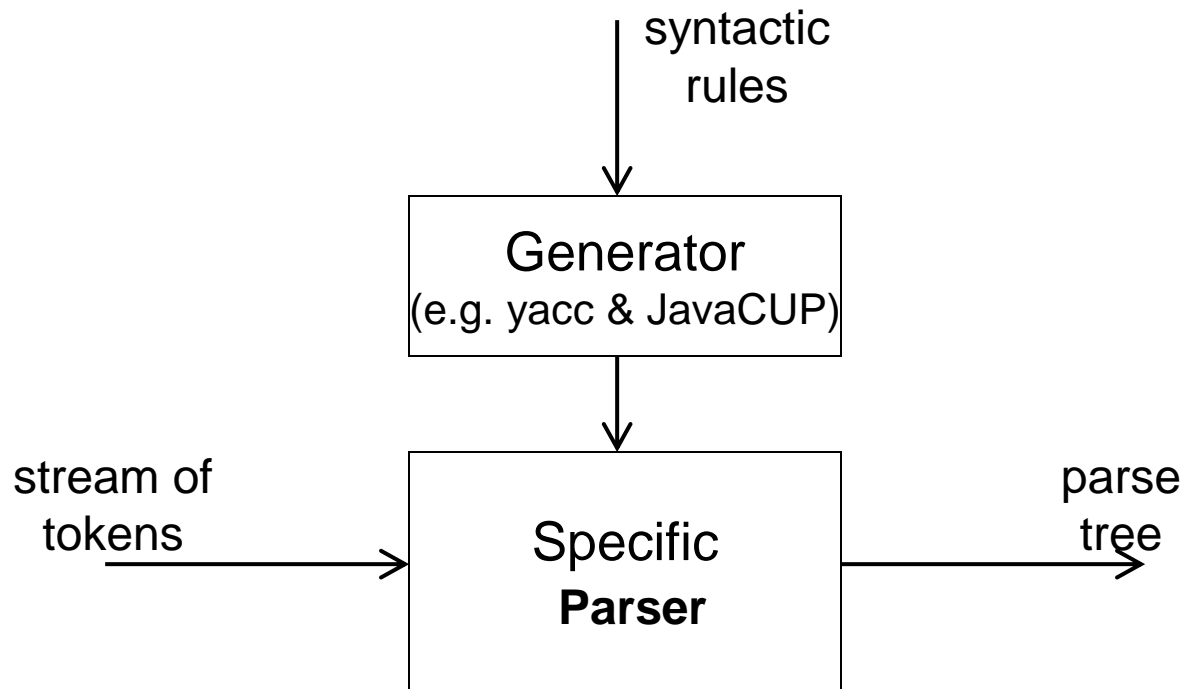 syntactic
rules
Generator
(e.g. yacc & JavaCUP)
stream of
tokens
Specific
Parser
parse
tree